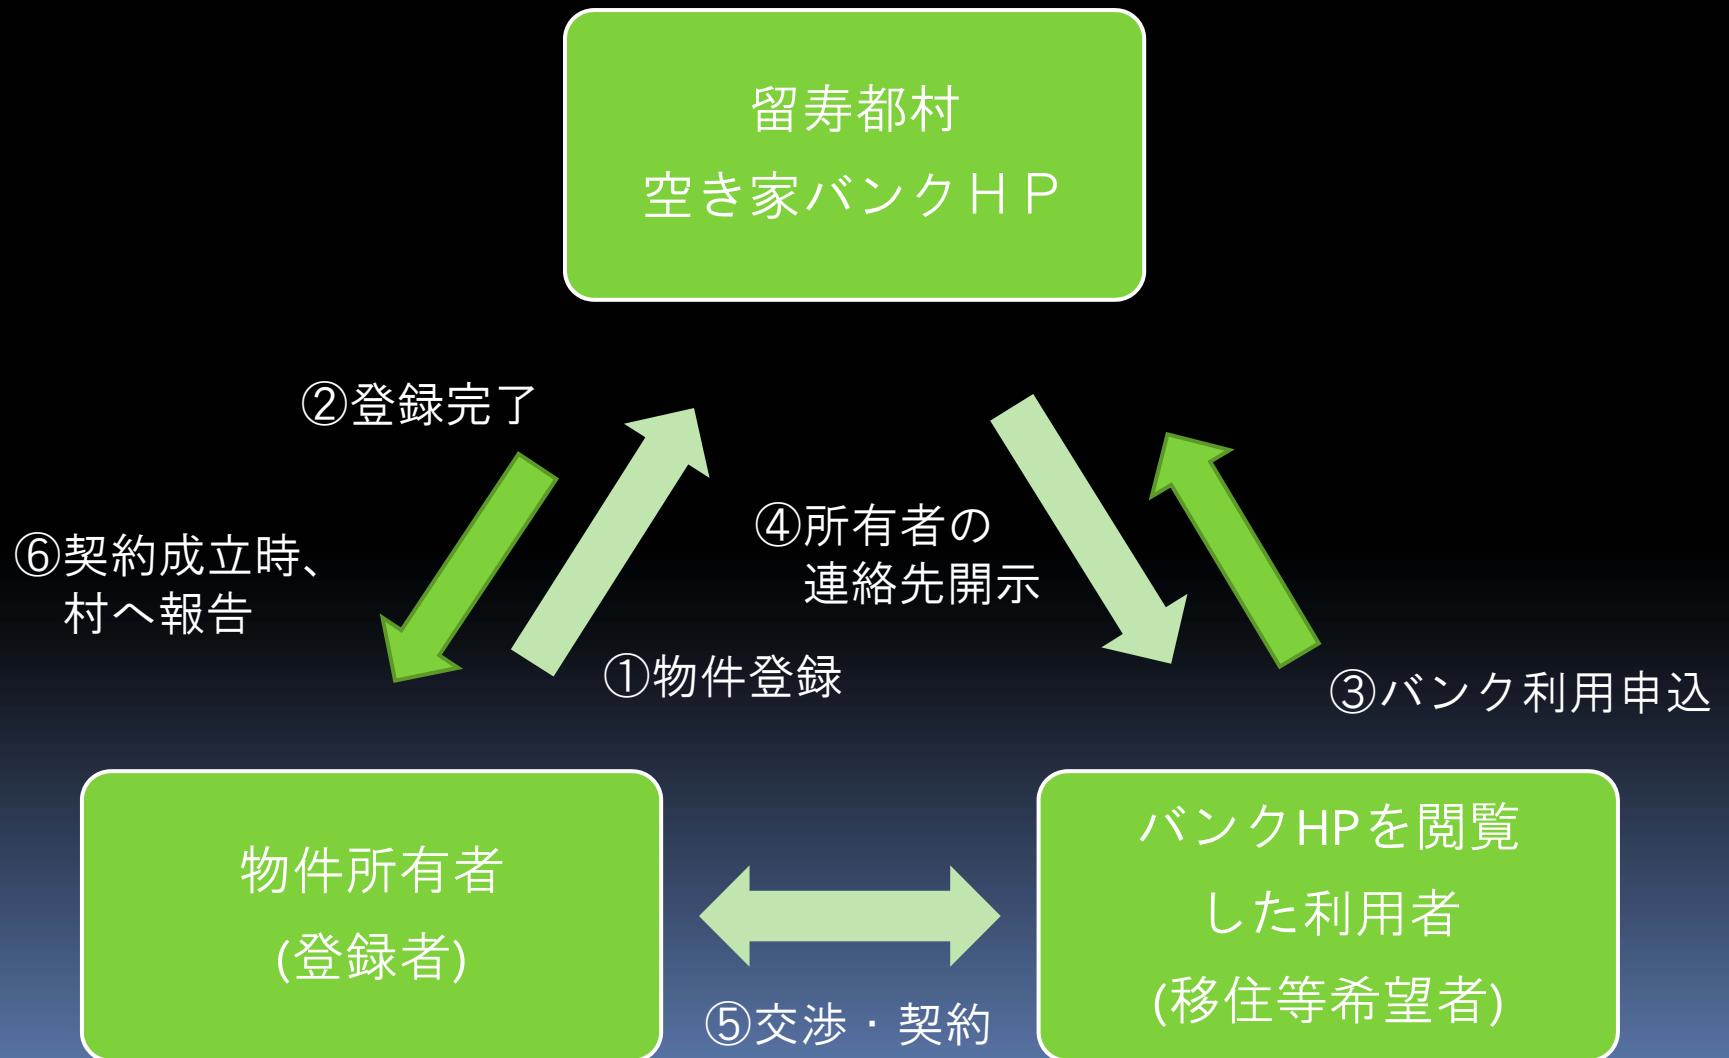 留寿都村
空き家バンクＨＰ
②登録完了
④所有者の
連絡先開示
⑥契約成立時、
村へ報告
①物件登録
③バンク利用申込
物件所有者
(登録者)
バンクHPを閲覧
した利用者
(移住等希望者)
⑤交渉・契約